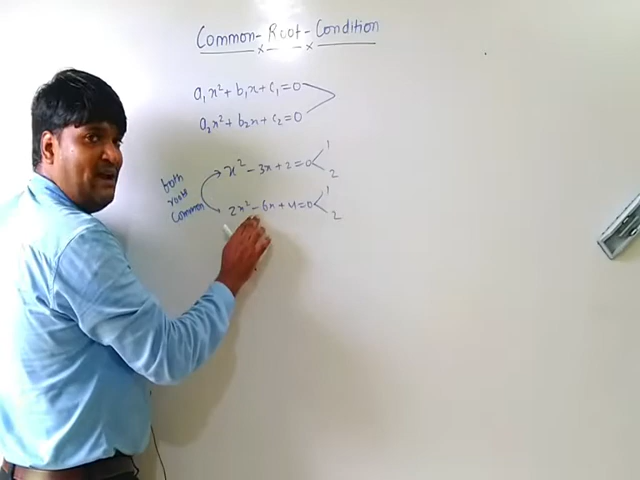 Common-Root-Condition
a₁x² + b₁x + c₁ = 0
a₂x² + b₂x + c₂ = 0
x² - 3x + 2 = 0 1
2
both
roots
Common
2x² - 6x + 4 = 0 1
2